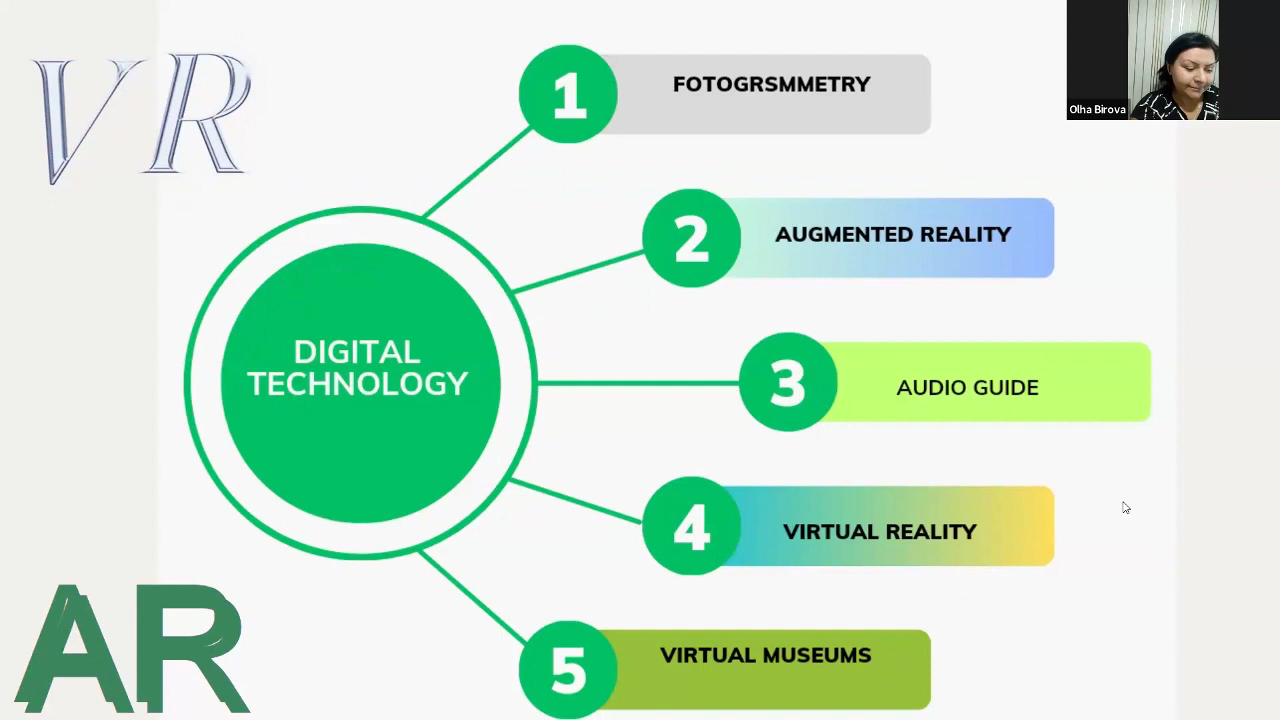 VR
1
FOTOGRSMMETRY
Olha Birova
2
AUGMENTED REALITY
DIGITAL
TECHNOLOGY
3
AUDIO GUIDE
4
VIRTUAL REALITY
AR
5
VIRTUAL MUSEUMS